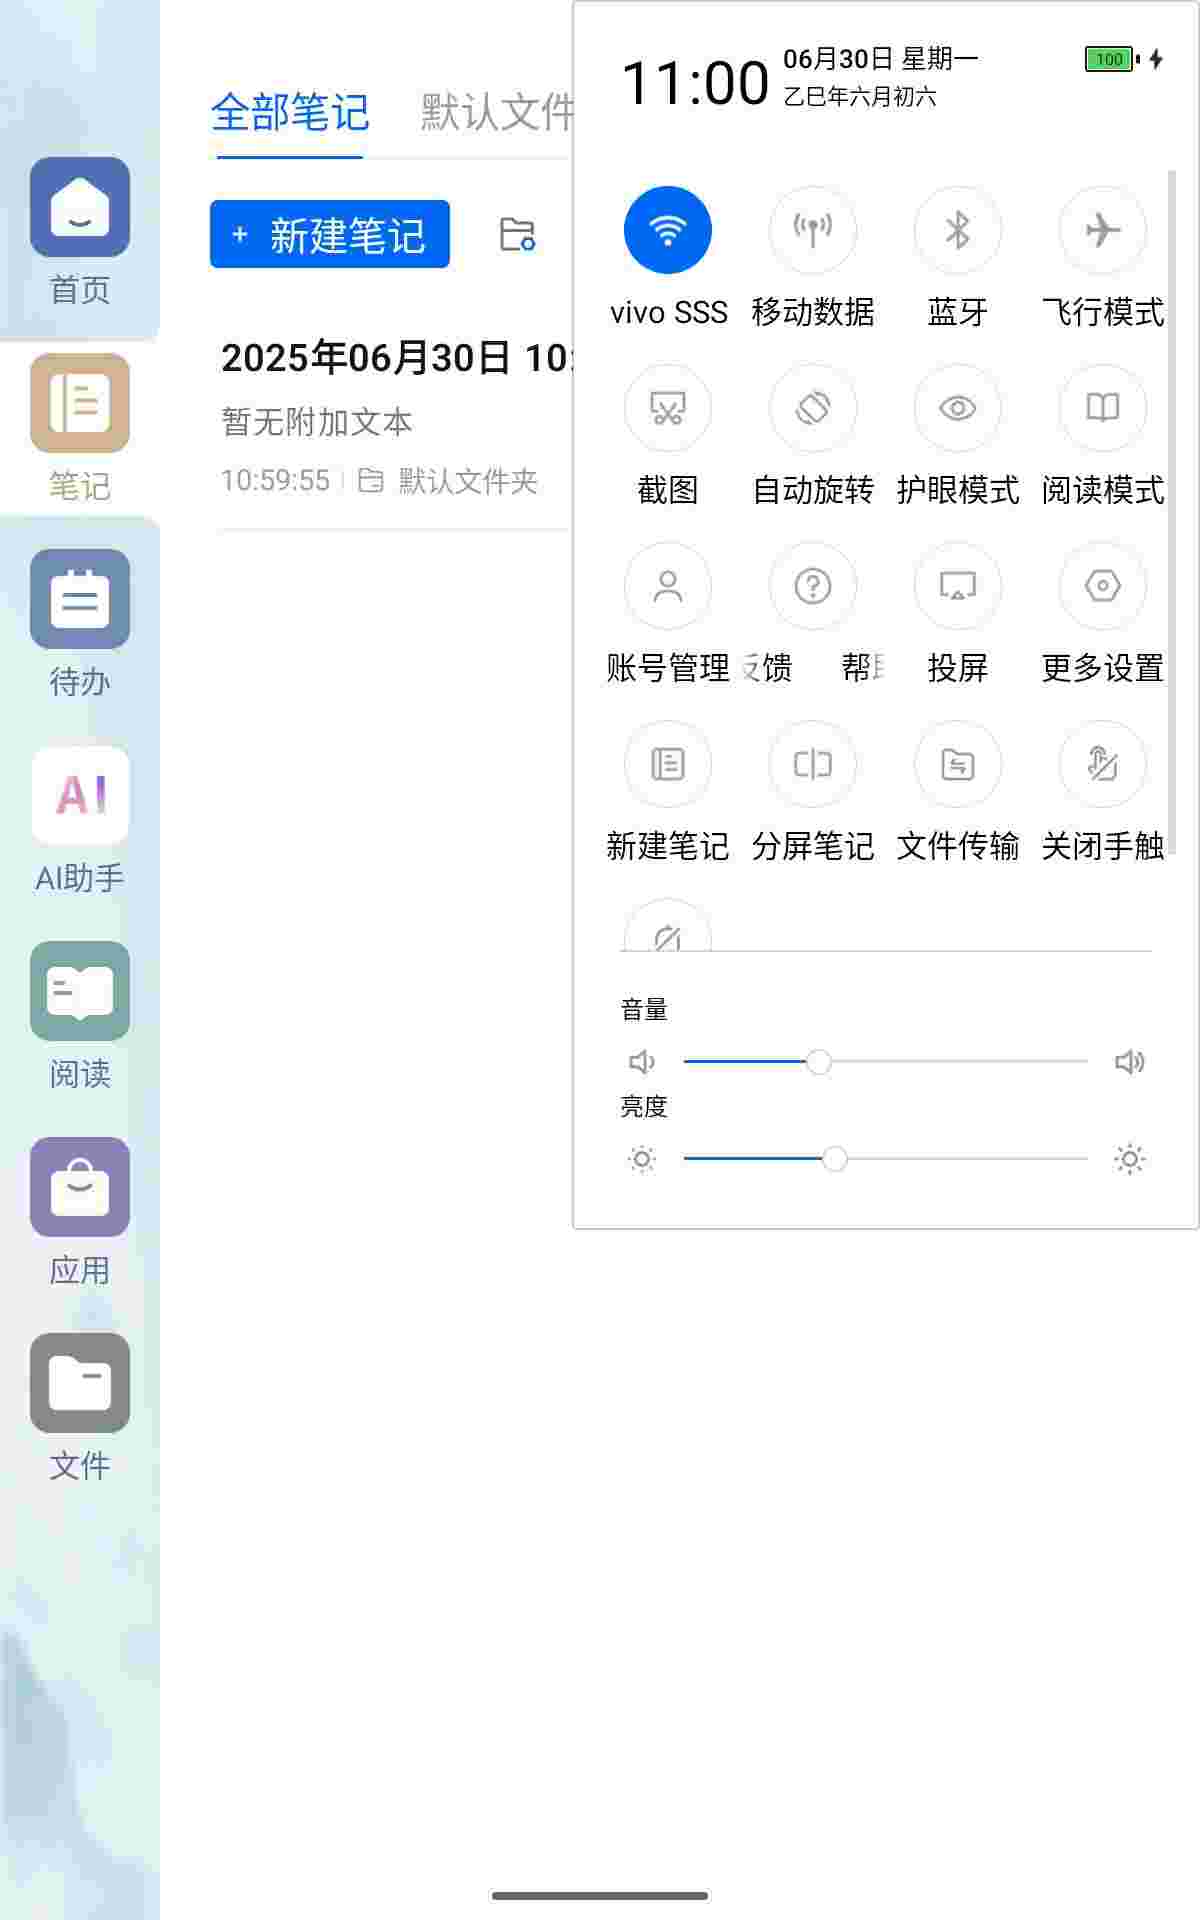 首页
笔记
待办
AI
AI助手
阅读
应用
文件
全部笔记 默认文件
+ 新建笔记
2025年06月30日 10:
暂无附加文本
10:59:55 默认文件夹
11:00
06月30日 星期一
乙巳年六月初六
100
vivo SSS 移动数据 蓝牙 飞行模式
截图 自动旋转 护眼模式 阅读模式
账号管理 反馈 帮助 投屏 更多设置
新建笔记 分屏笔记 文件传输 关闭手触
音量
亮度